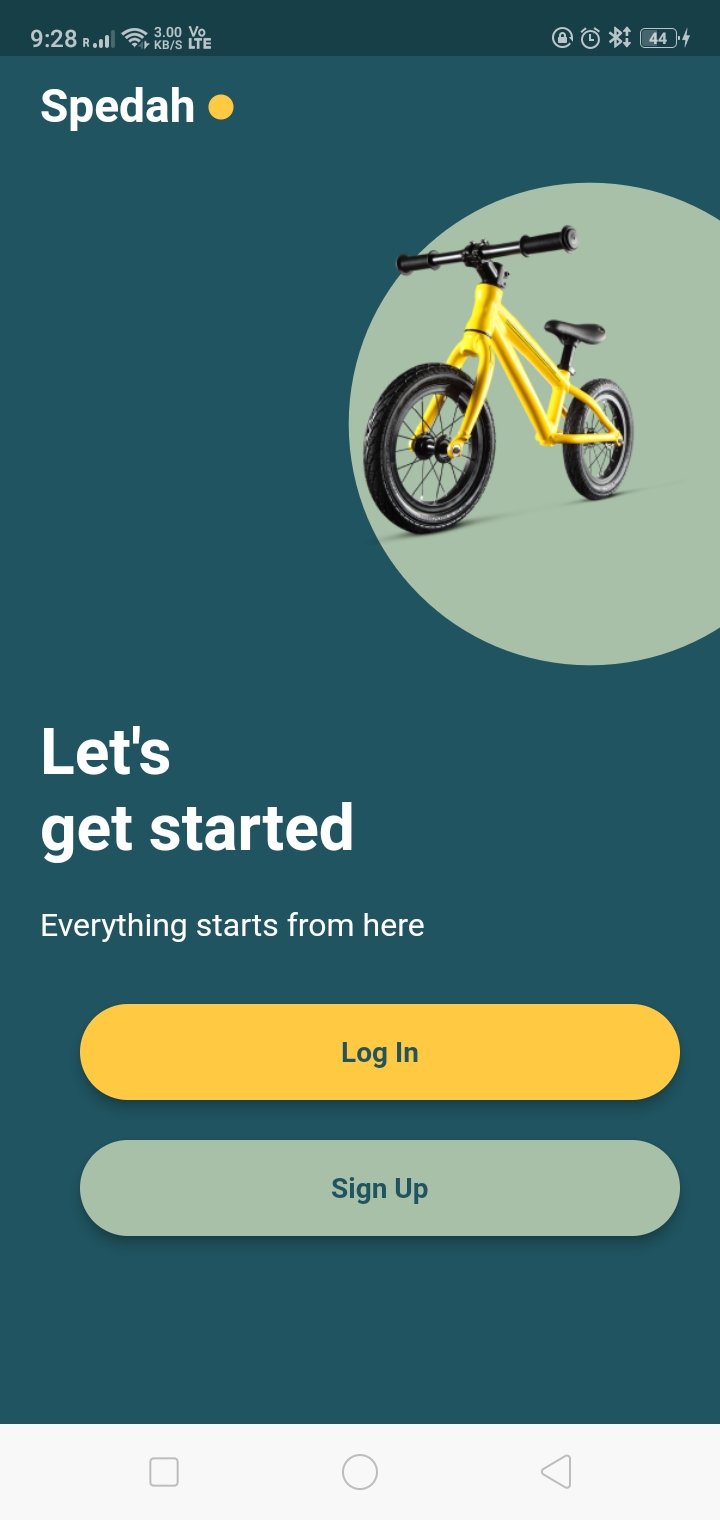 9:28 R 3.00 KB/S Vo LTE 44
Spedah
Let's
get started
Everything starts from here
Log In
Sign Up